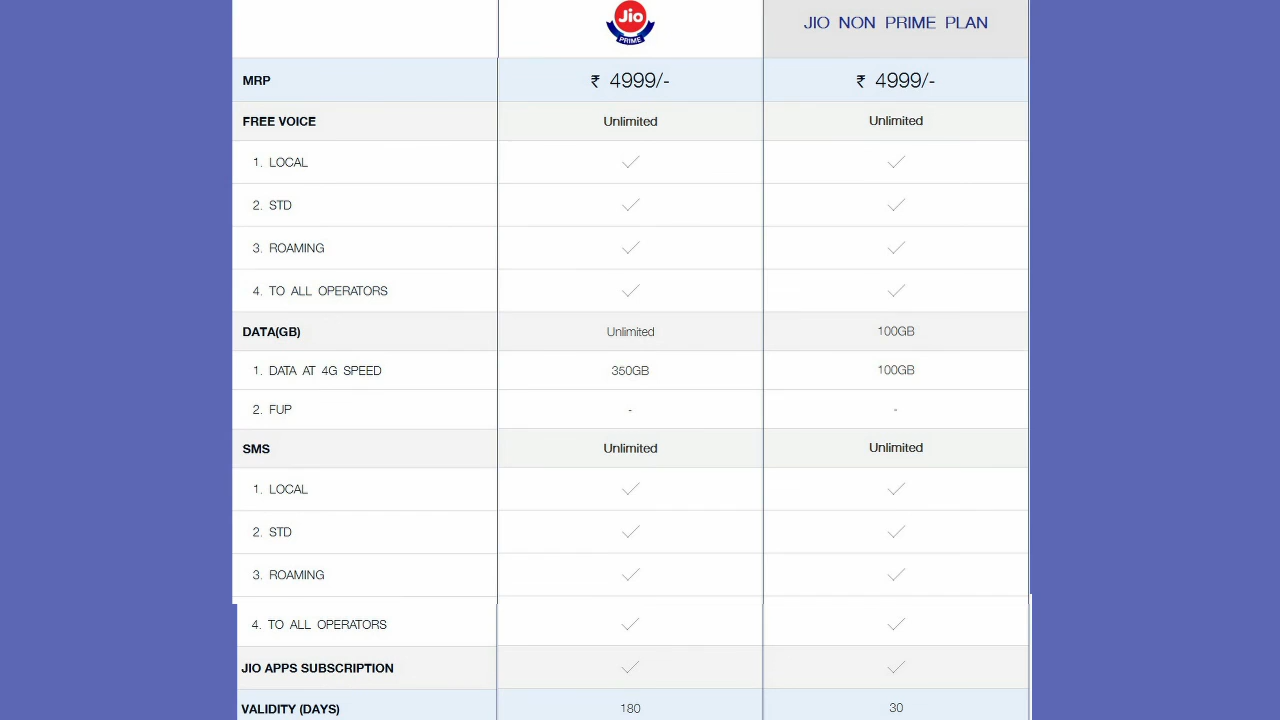 Jio
PRIME
JIO NON PRIME PLAN
MRP ₹ 4999/- ₹ 4999/-
FREE VOICE Unlimited Unlimited
1. LOCAL ✓ ✓
2. STD ✓ ✓
3. ROAMING ✓ ✓
4. TO ALL OPERATORS ✓ ✓
DATA(GB) Unlimited 100GB
1. DATA AT 4G SPEED 350GB 100GB
2. FUP - -
SMS Unlimited Unlimited
1. LOCAL ✓ ✓
2. STD ✓ ✓
3. ROAMING ✓ ✓
4. TO ALL OPERATORS ✓ ✓
JIO APPS SUBSCRIPTION ✓ ✓
VALIDITY (DAYS) 180 30